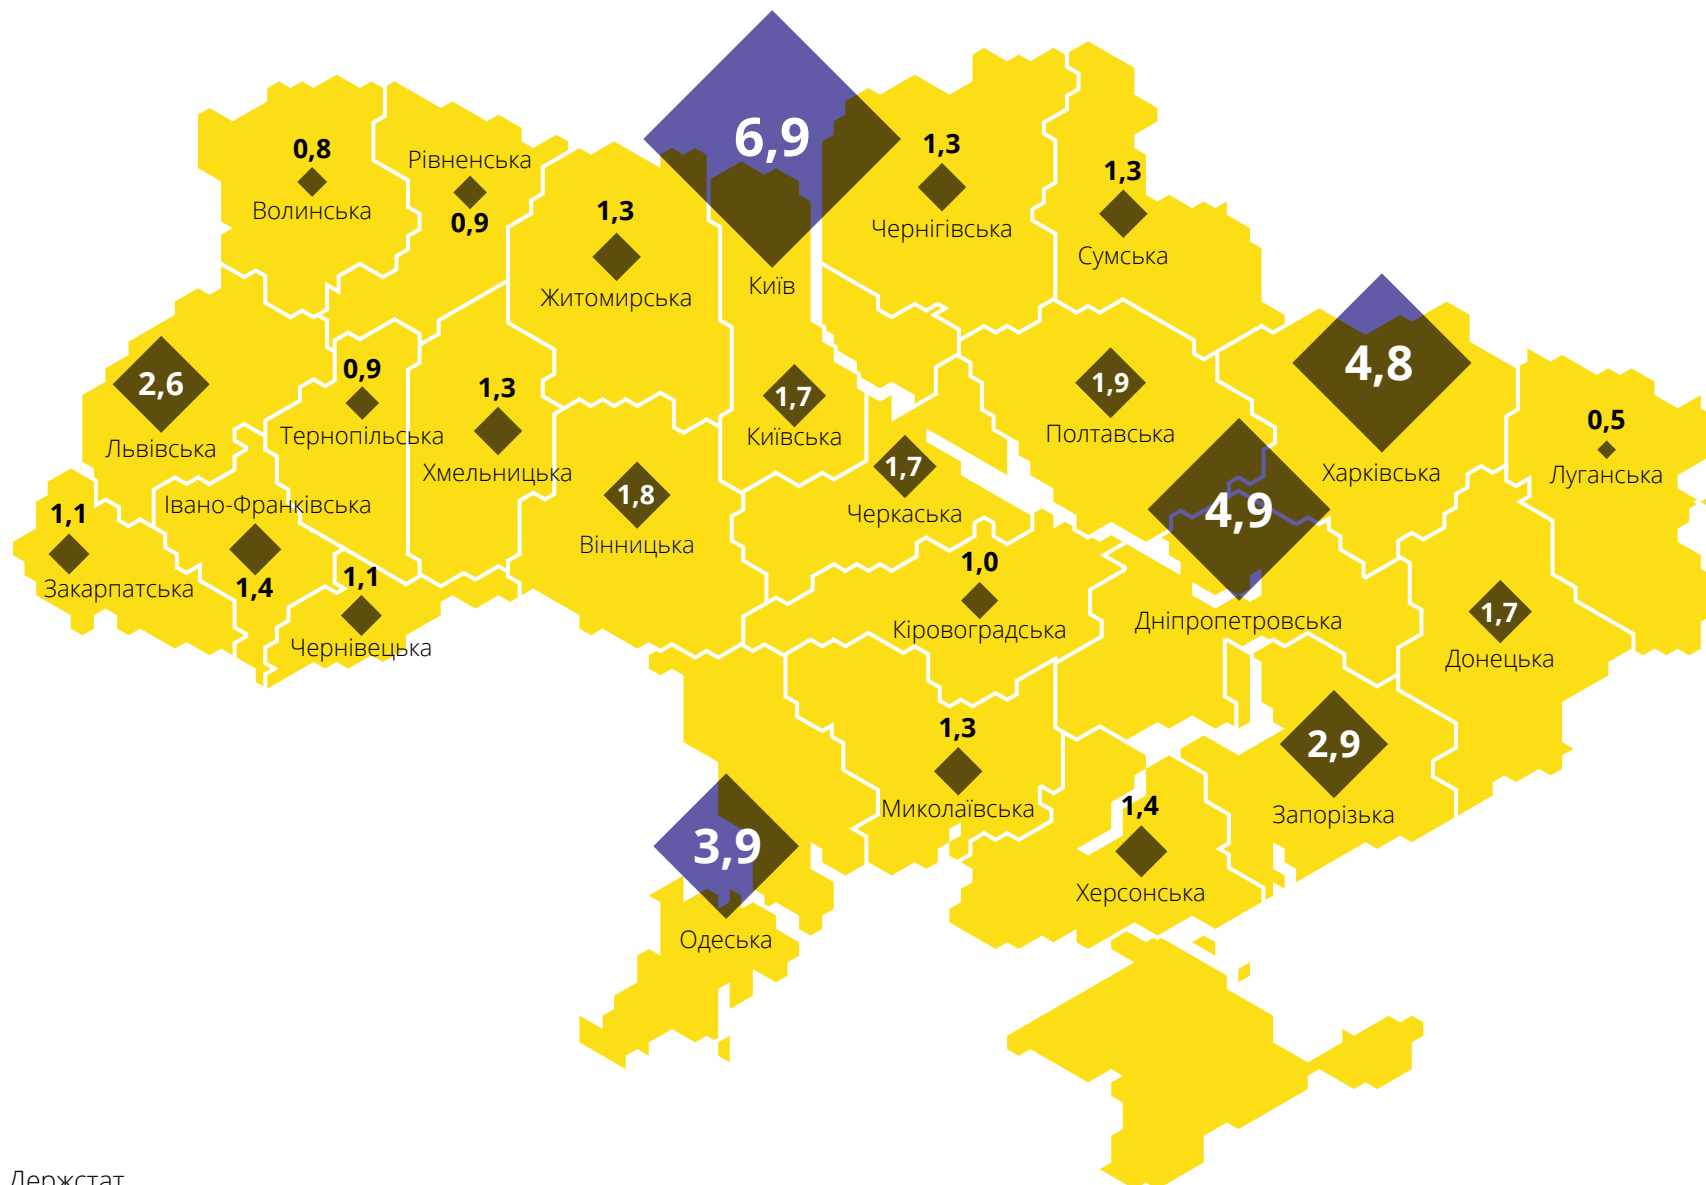 6,9
Київ
1,3
Чернігівська
1,3
Сумська
0,8
Волинська
Рівненська
0,9
1,3
Житомирська
4,8
Харківська
2,6
Львівська
0,9
Тернопільська
1,3
Хмельницька
1,7
Київська
1,9
Полтавська
0,5
Луганська
1,7
Черкаська
4,9
Дніпропетровська
1,8
Вінницька
Івано-Франківська
1,4
1,1
Закарпатська
1,1
Чернівецька
1,0
Кіровоградська
1,7
Донецька
1,3
Миколаївська
2,9
Запорізька
1,4
Херсонська
3,9
Одеська
Держстат